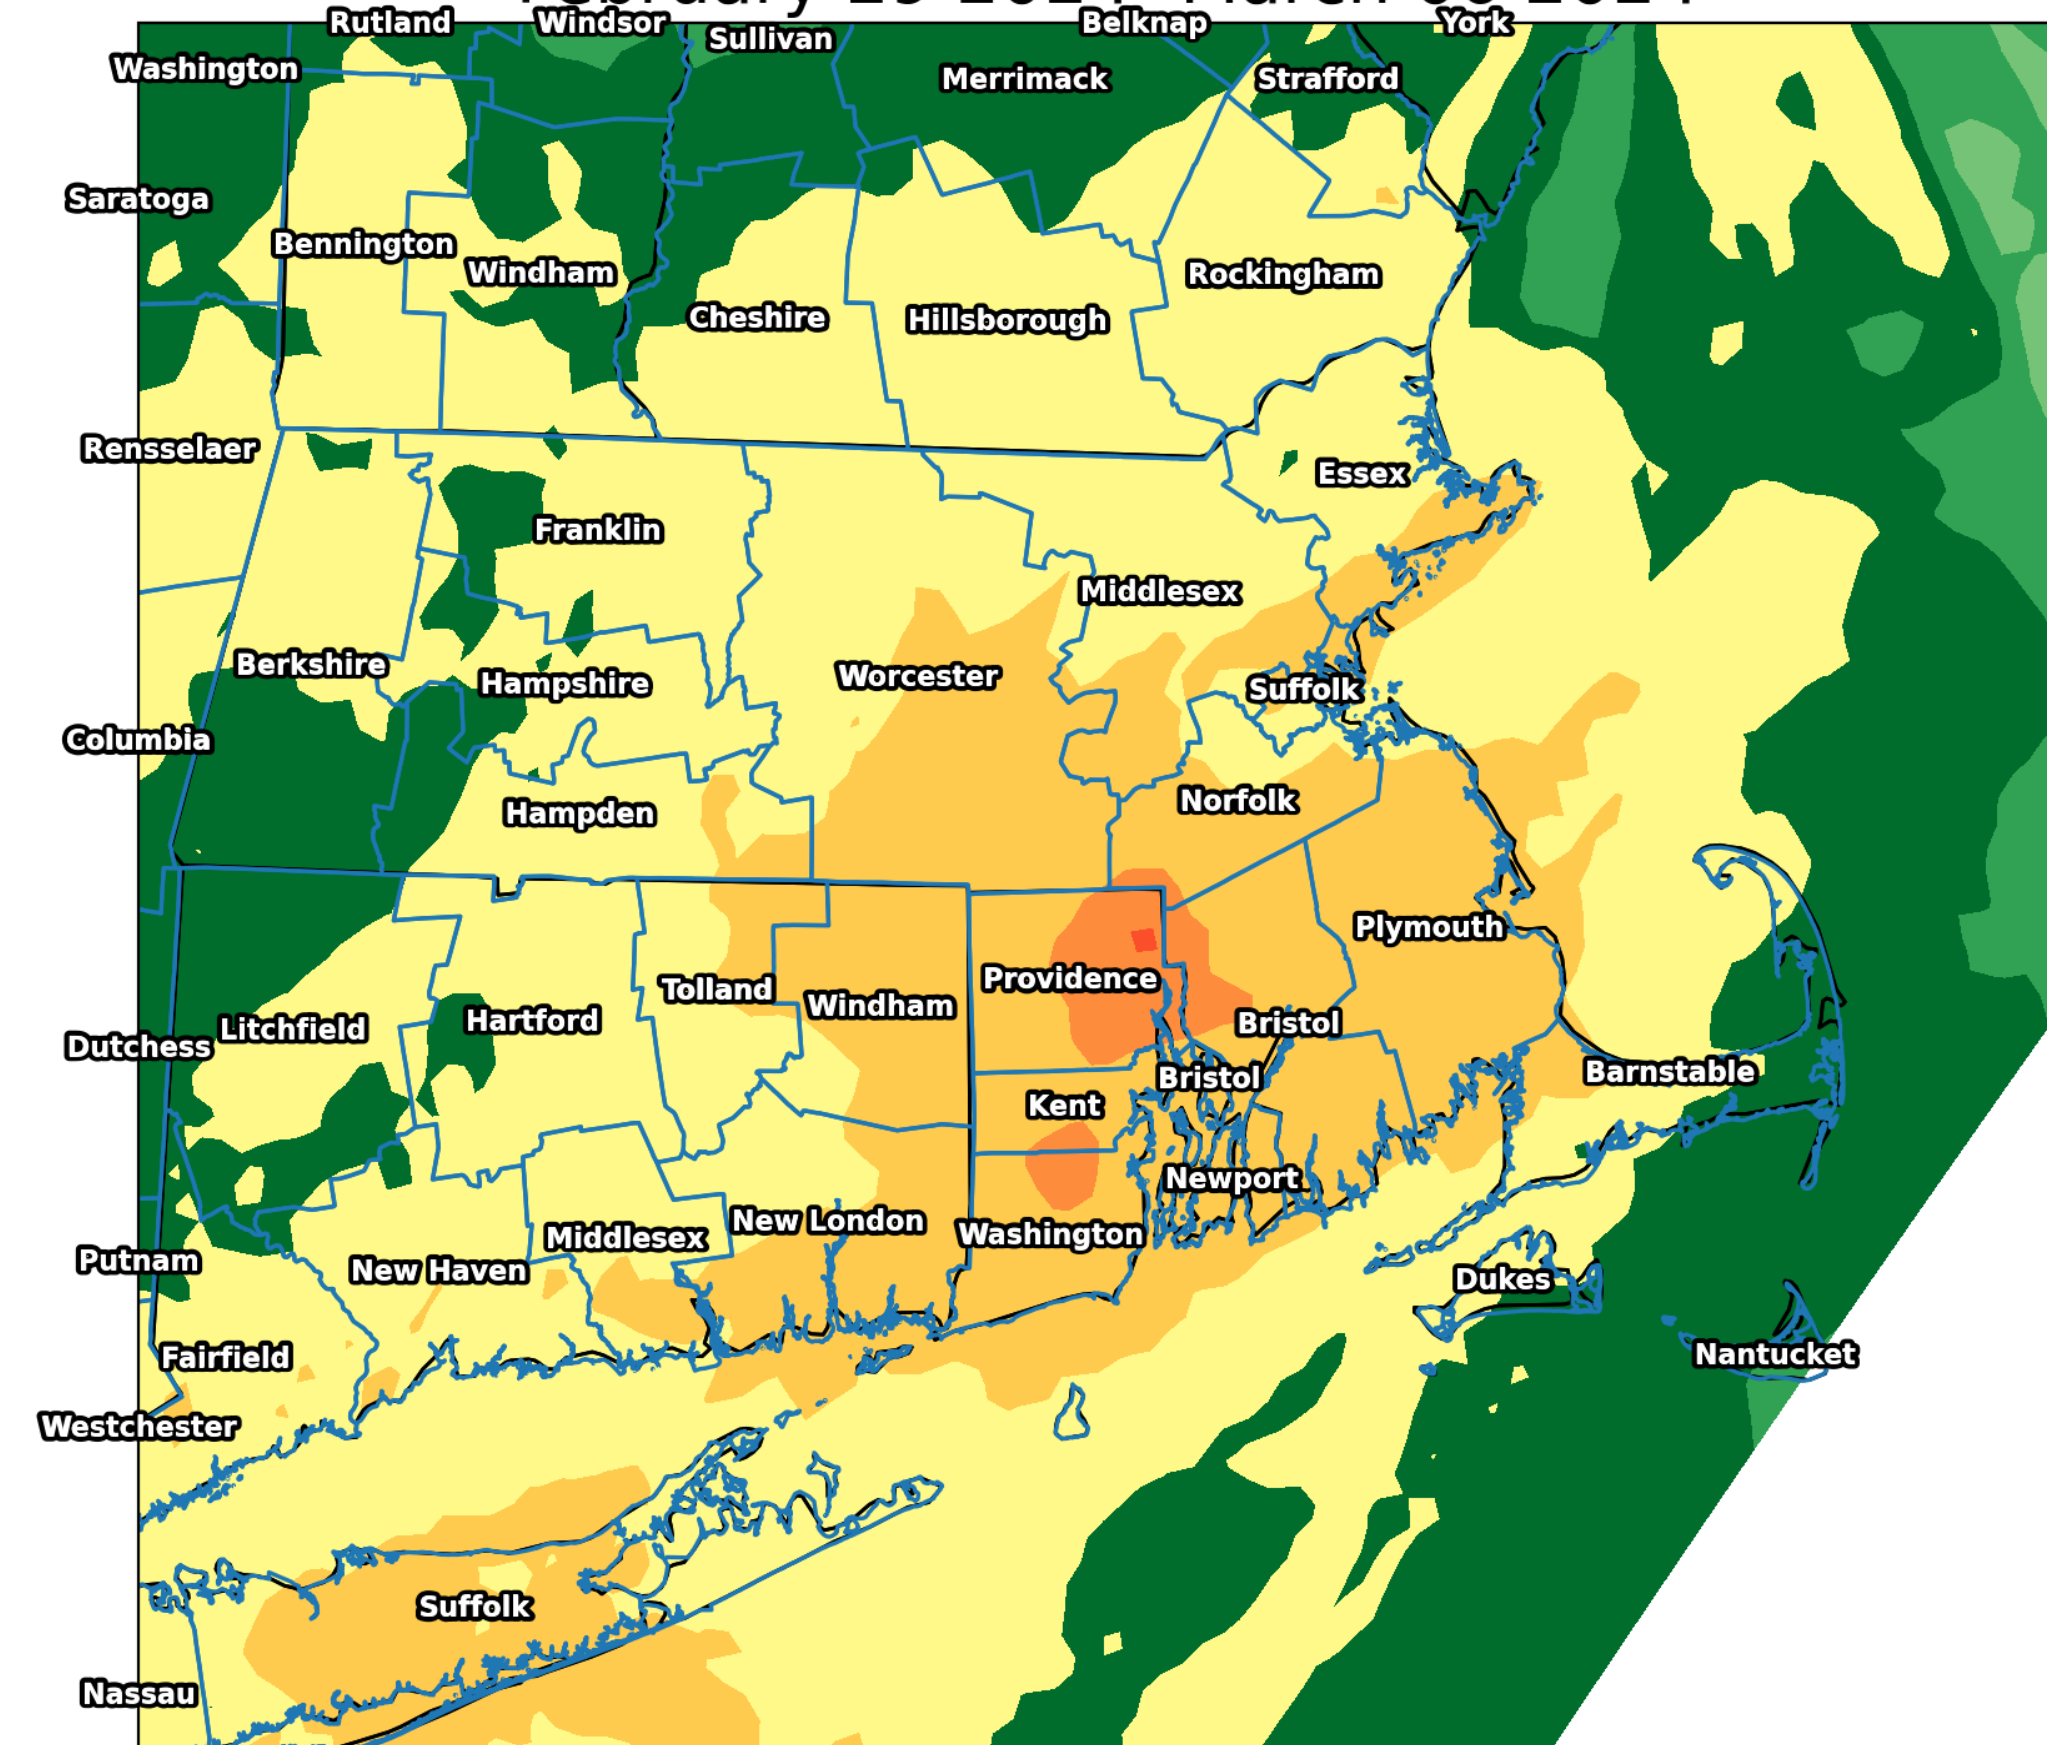 Rutland
Windsor
Sullivan
Belknap
York
Washington
Merrimack
Strafford
Saratoga
Bennington
Windham
Rockingham
Cheshire
Hillsborough
Rensselaer
Essex
Franklin
Middlesex
Berkshire
Hampshire
Worcester
Suffolk
Columbia
Hampden
Norfolk
Plymouth
Providence
Tolland
Windham
Litchfield
Hartford
Bristol
Dutchess
Barnstable
Bristol
Kent
Newport
New London
Washington
Middlesex
Putnam
New Haven
Dukes
Fairfield
Nantucket
Westchester
Suffolk
Nassau